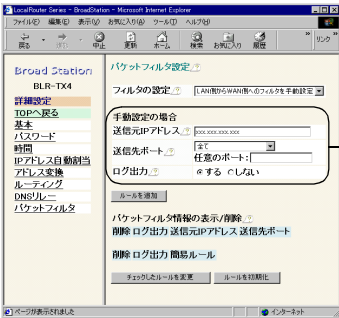 LocalRouter Series - BroadStation - Microsoft Internet Explorer
ファイル(F) 編集(E) 表示(V) お気に入り(A) ツール(T) ヘルプ(H)
戻る 進む 中止 更新 ホーム 検索 お気に入り 履歴 » リンク »
Broad Station
BLR-TX4
詳細設定
TOPへ戻る
基本
パスワード
時間
IPアドレス自動割当
アドレス変換
ルーティング
DNSリレー
パケットフィルタ
パケットフィルタ設定
フィルタの設定 LAN側からWAN側へのフィルタを手動設定
手動設定の場合
送信元IPアドレス xxx.xxx.xxx.xxx
送信先ポート 全て
任意のポート:
ログ出力 する しない
ルールを追加
パケットフィルタ情報の表示/削除
削除 ログ出力 送信元IPアドレス 送信先ポート
削除 ログ出力 簡易ルール
チェックしたルールを変更 ルールを初期化
ページが表示されました インターネット